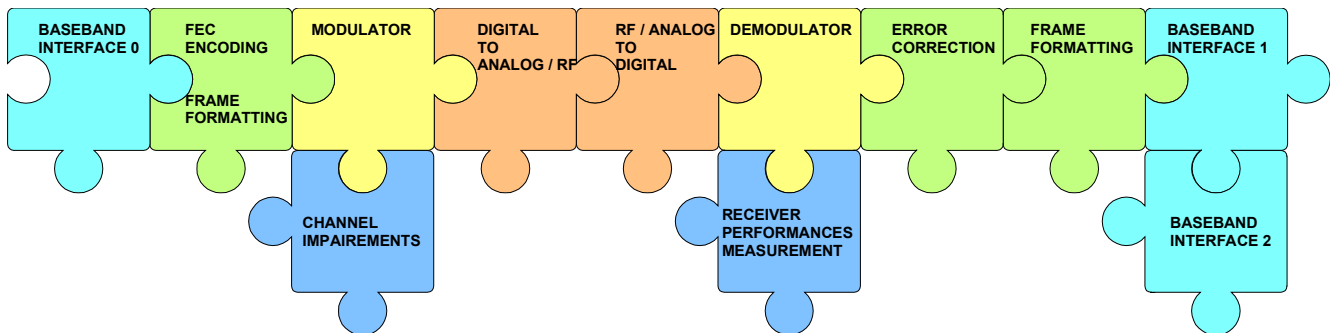 BASEBAND
INTERFACE 0
FEC
ENCODING
FRAME
FORMATTING
MODULATOR
DIGITAL
TO
ANALOG / RF
RF / ANALOG
TO
DIGITAL
DEMODULATOR
ERROR
CORRECTION
FRAME
FORMATTING
BASEBAND
INTERFACE 1
CHANNEL
IMPAIREMENTS
RECEIVER
PERFORMANCES
MEASUREMENT
BASEBAND
INTERFACE 2